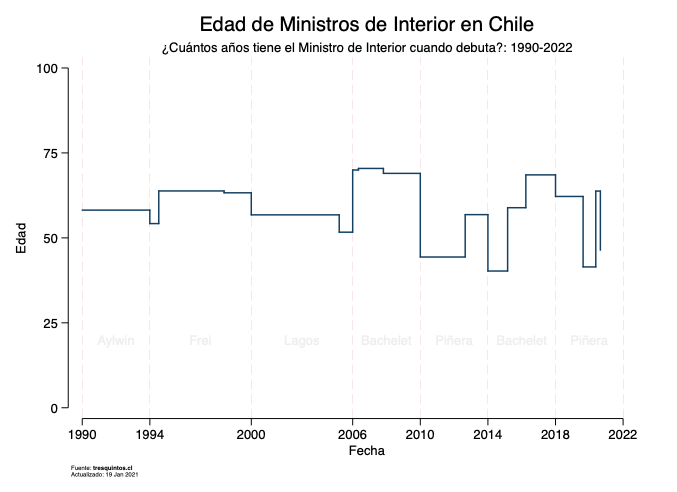 Edad de Ministros de Interior en Chile
¿Cuántos años tiene el Ministro de Interior cuando debuta?: 1990-2022
100
75
50
25
0
Edad
Aylwin Frei Lagos Bachelet Piñera Bachelet Piñera
1990 1994 2000 2006 2010 2014 2018 2022
Fecha
Fuente: tresquintos.cl
Actualizado: 19 Jan 2021